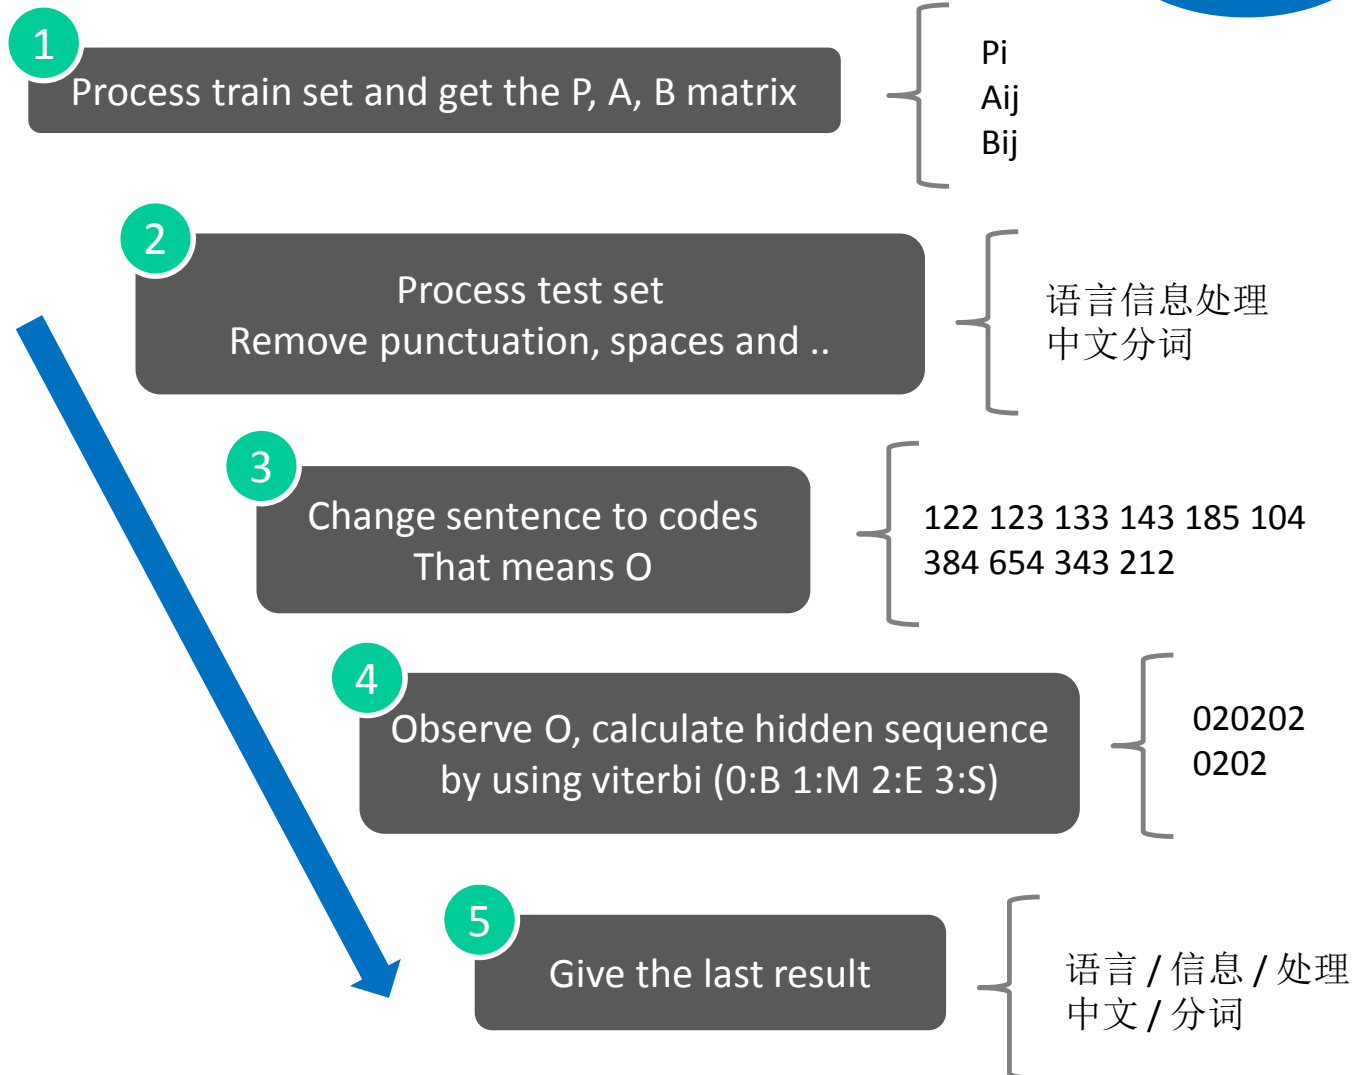 1
Process train set and get the P, A, B matrix
Pi
Aij
Bij
2
Process test set
Remove punctuation, spaces and ..
语言信息处理
中文分词
3
Change sentence to codes
That means O
122 123 133 143 185 104
384 654 343 212
4
Observe O, calculate hidden sequence
by using viterbi (0:B 1:M 2:E 3:S)
020202
0202
5
Give the last result
语言 / 信息 / 处理
中文 / 分词